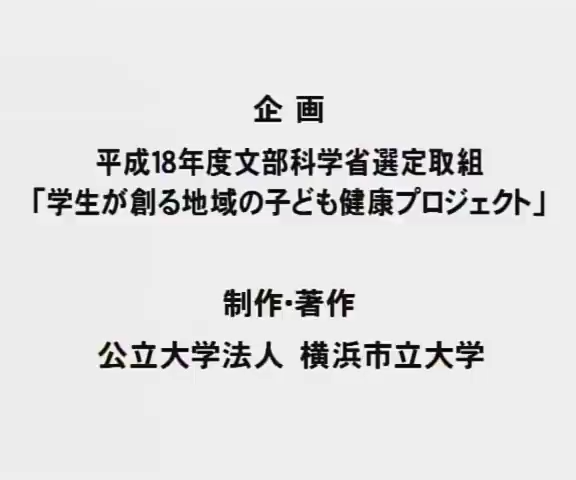 企 画
平成18年度文部科学省選定取組
「学生が創る地域の子ども健康プロジェクト」
制作・著作
公立大学法人 横浜市立大学